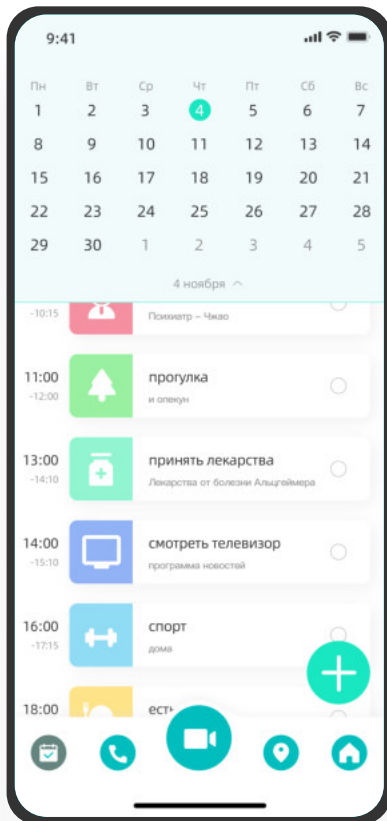 9:41
Пн Вт Ср Чт Пт Сб Вс
1 2 3 4 5 6 7
8 9 10 11 12 13 14
15 16 17 18 19 20 21
22 23 24 25 26 27 28
29 30 1 2 3 4 5
4 ноября
-10:15
Психиатр – Чжао
11:00 прогулка
-12:00 и опекун
13:00 принять лекарства
-14:10 Лекарства от болезни Альцгеймера
14:00 смотреть телевизор
-15:10 программа новостей
16:00 спорт
-17:15 дома
18:00 есть